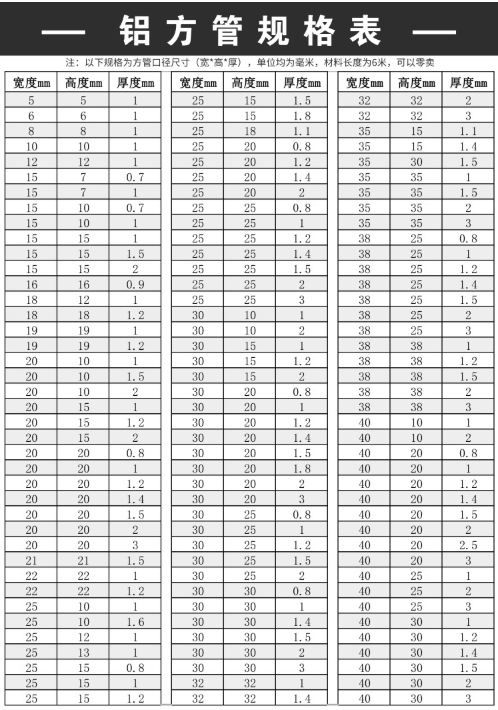 铝方管规格表
注：以下规格为方管口径尺寸（宽*高*厚），单位均为毫米，材料长度为6米，可以零卖
宽度mm 高度mm 厚度mm 宽度mm 高度mm 厚度mm 宽度mm 高度mm 厚度mm
5 5 1 25 15 1.5 32 32 2
6 6 1 25 15 1.8 32 32 3
8 8 1 25 18 1.1 35 15 1.1
10 10 1 25 20 0.8 35 15 1.4
12 12 1 25 20 1.2 35 30 1.5
15 7 0.7 25 20 1.4 35 35 1
15 7 1 25 20 2 35 35 1.5
15 10 0.7 25 25 0.8 35 35 2
15 10 1 25 25 1 35 35 3
15 15 1 25 25 1.2 38 25 0.8
15 15 1.5 25 25 1.4 38 25 1
15 15 2 25 25 1.5 38 25 1.2
16 16 0.9 25 25 2 38 25 1.4
18 12 1 25 25 3 38 25 1.5
18 18 1.2 30 10 1 38 25 2
19 19 1 30 10 2 38 25 3
19 19 1.2 30 15 1 38 38 1
20 10 1 30 15 1.2 38 38 1.2
20 10 1.5 30 15 2 38 38 1.5
20 10 2 30 20 0.8 38 38 2
20 15 1 30 20 1 38 38 3
20 15 1.2 30 20 1.2 40 10 1
20 15 2 30 20 1.4 40 10 2
20 20 0.8 30 20 1.5 40 20 0.8
20 20 1 30 20 1.8 40 20 1
20 20 1.2 30 20 2 40 20 1.2
20 20 1.4 30 20 3 40 20 1.4
20 20 1.5 30 25 0.8 40 20 1.5
20 20 2 30 25 1 40 20 2
20 20 3 30 25 1.2 40 20 2.5
21 21 1.5 30 25 1.5 40 20 3
22 22 1 30 25 2 40 25 1
22 22 1.2 30 30 0.8 40 25 2
25 10 1 30 30 1 40 25 3
25 10 1.6 30 30 1.4 40 30 1
25 12 1 30 30 1.5 40 30 1.2
25 13 1 30 30 2 40 30 1.4
25 15 0.8 30 30 3 40 30 1.5
25 15 1 32 32 1 40 30 2
25 15 1.2 32 32 1.4 40 30 3